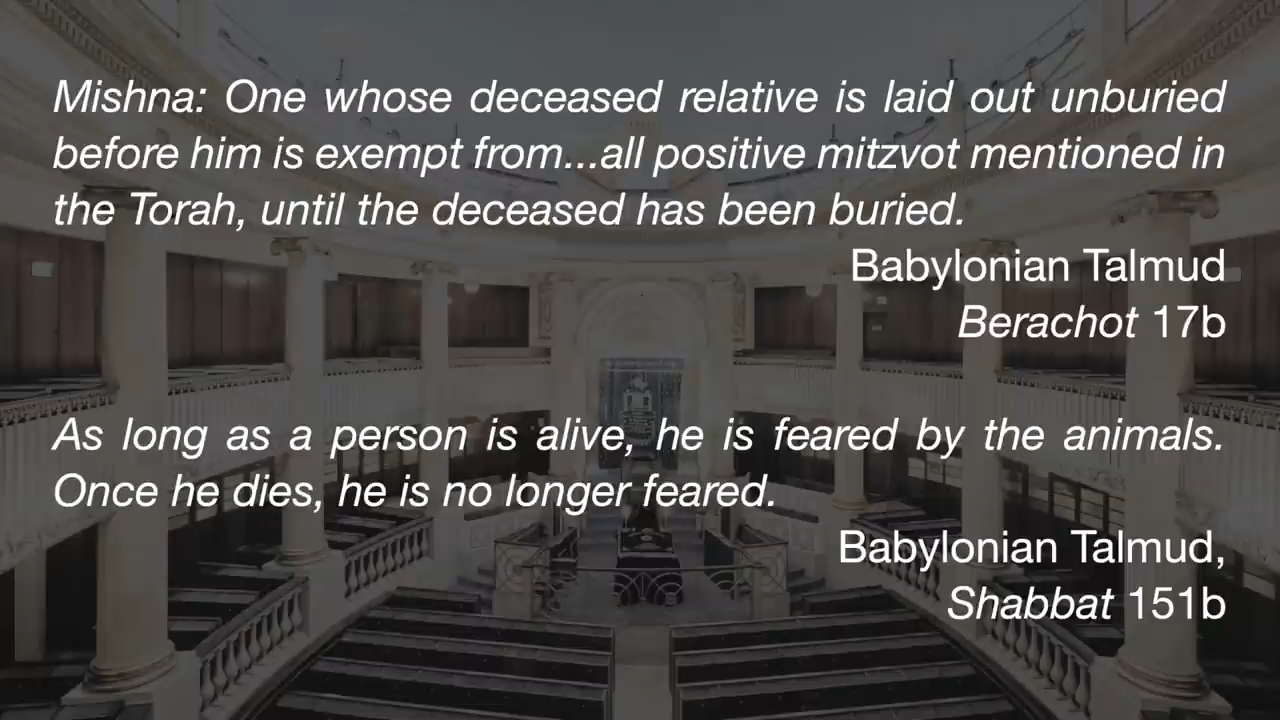 Mishna: One whose deceased relative is laid out unburied
before him is exempt from...all positive mitzvot mentioned in
the Torah, until the deceased has been buried.
Babylonian Talmud
Berachot 17b
As long as a person is alive, he is feared by the animals.
Once he dies, he is no longer feared.
Babylonian Talmud,
Shabbat 151b